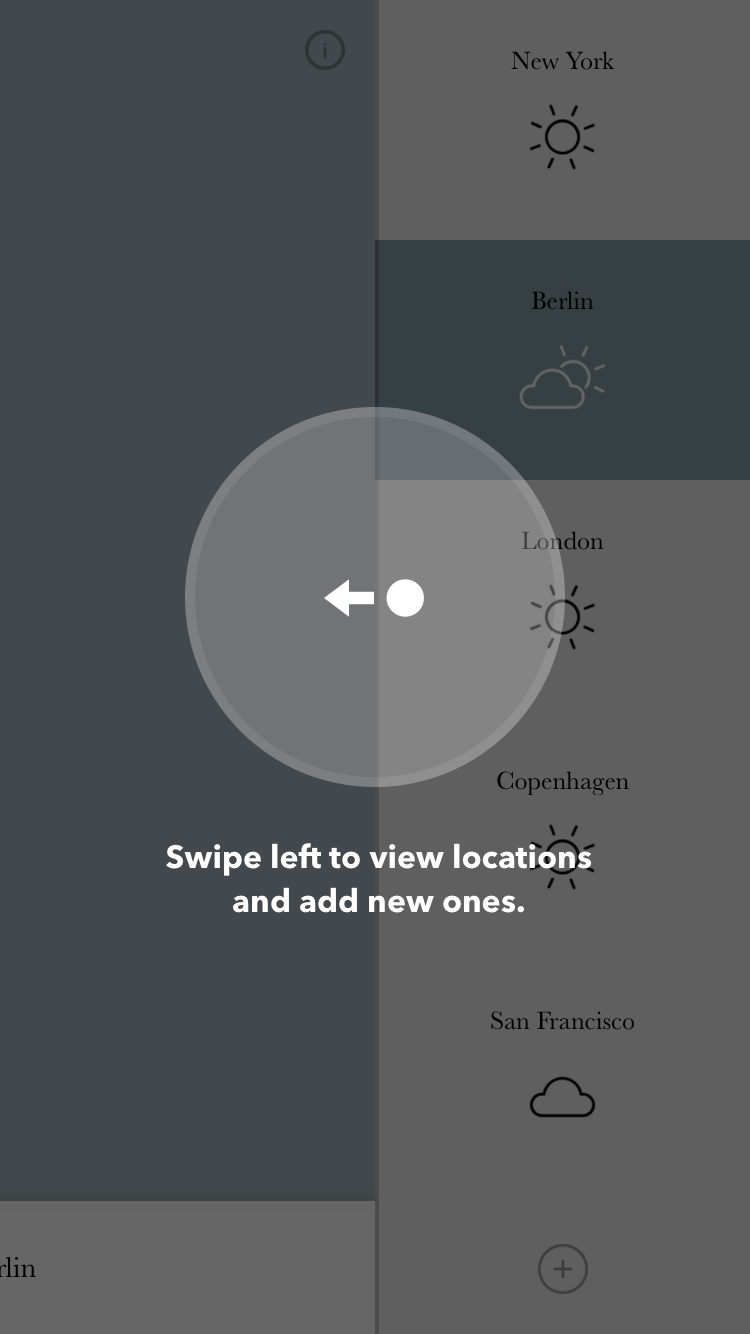 New York
Berlin
London
Copenhagen
Swipe left to view locations
and add new ones.
San Francisco
rlin